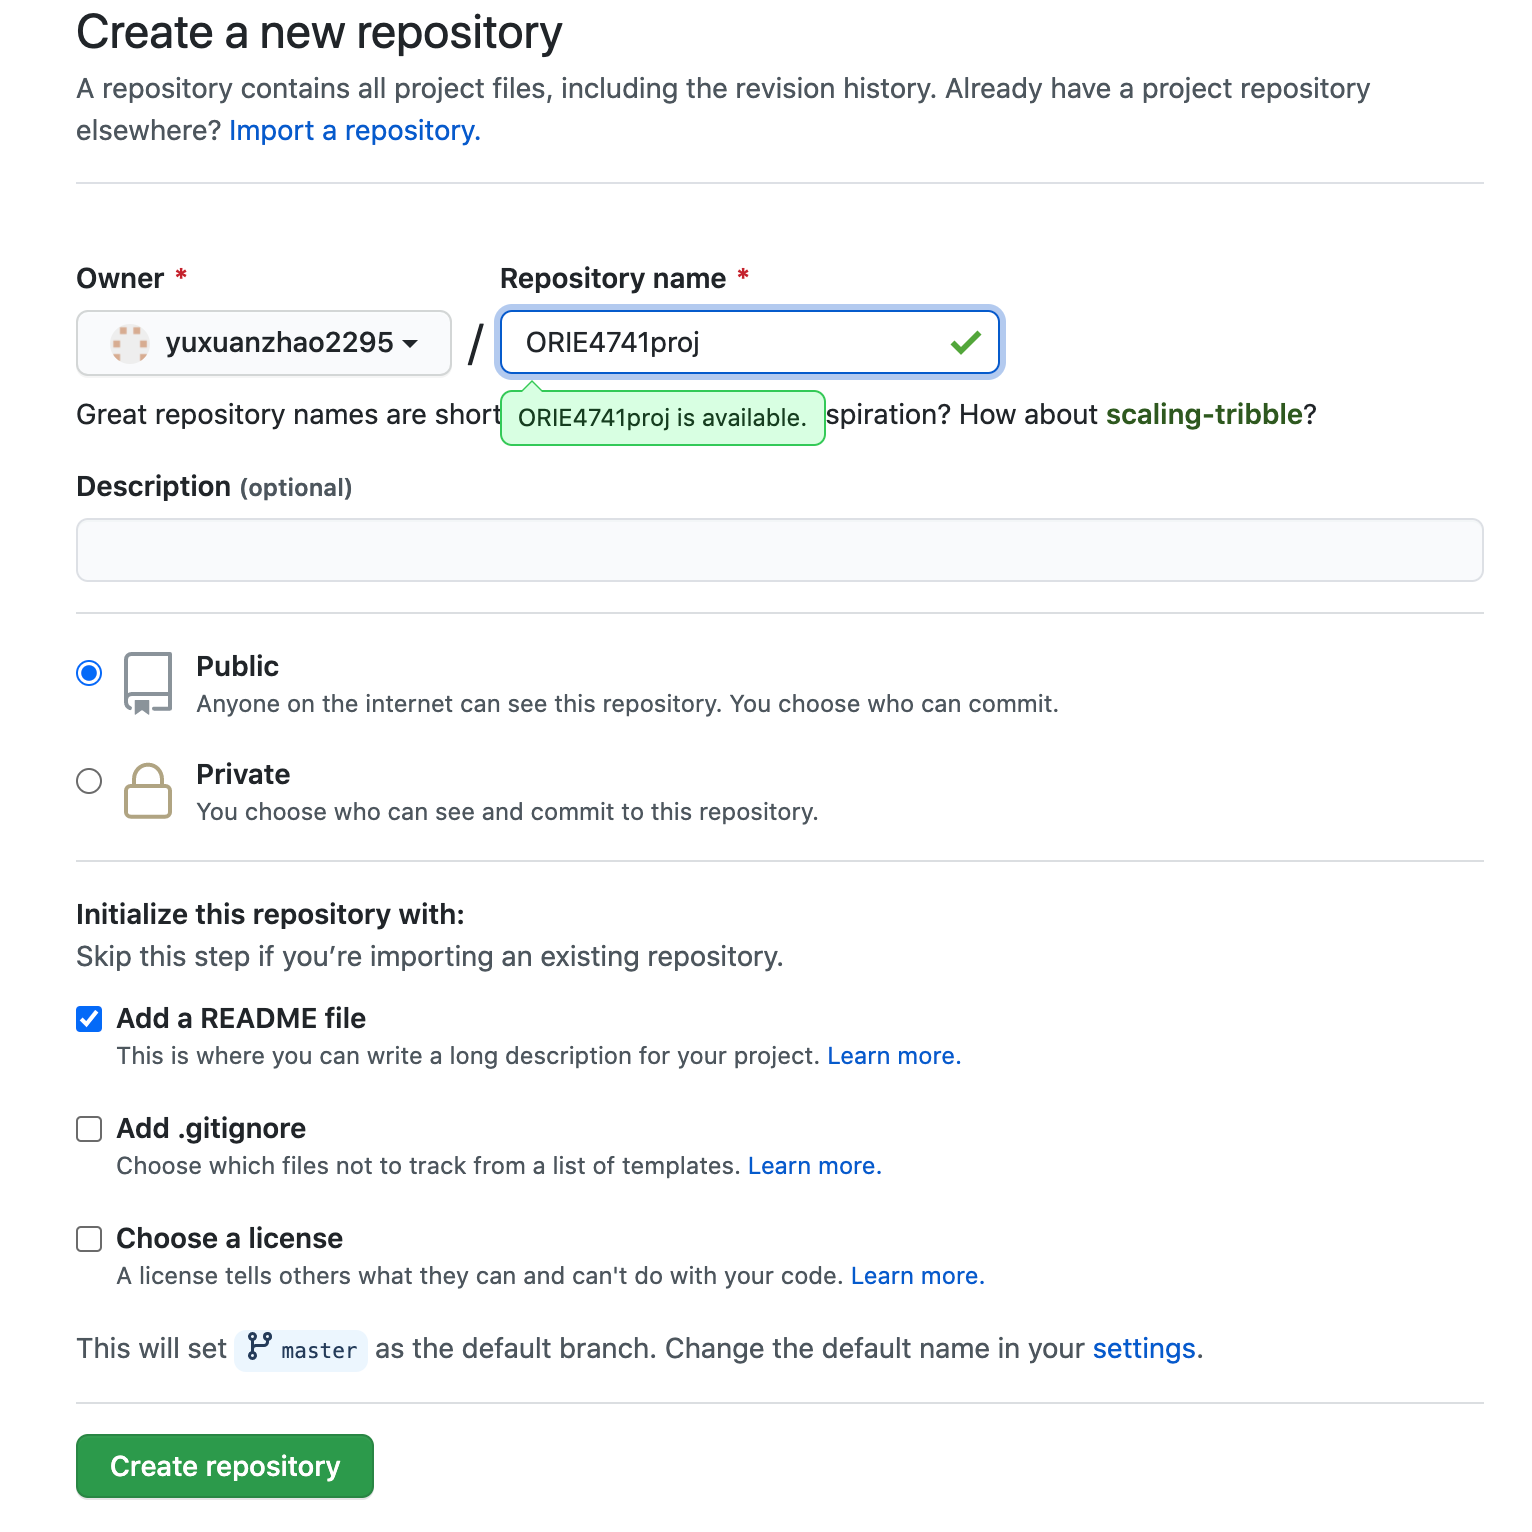 Create a new repository
A repository contains all project files, including the revision history. Already have a project repository
elsewhere? Import a repository.
Owner *
Repository name *
yuxuanzhao2295
/
ORIE4741proj
Great repository names are short
ORIE4741proj is available.
spiration? How about scaling-tribble?
Description (optional)
Public
Anyone on the internet can see this repository. You choose who can commit.
Private
You choose who can see and commit to this repository.
Initialize this repository with:
Skip this step if you’re importing an existing repository.
Add a README file
This is where you can write a long description for your project. Learn more.
Add .gitignore
Choose which files not to track from a list of templates. Learn more.
Choose a license
A license tells others what they can and can't do with your code. Learn more.
This will set master as the default branch. Change the default name in your settings.
Create repository